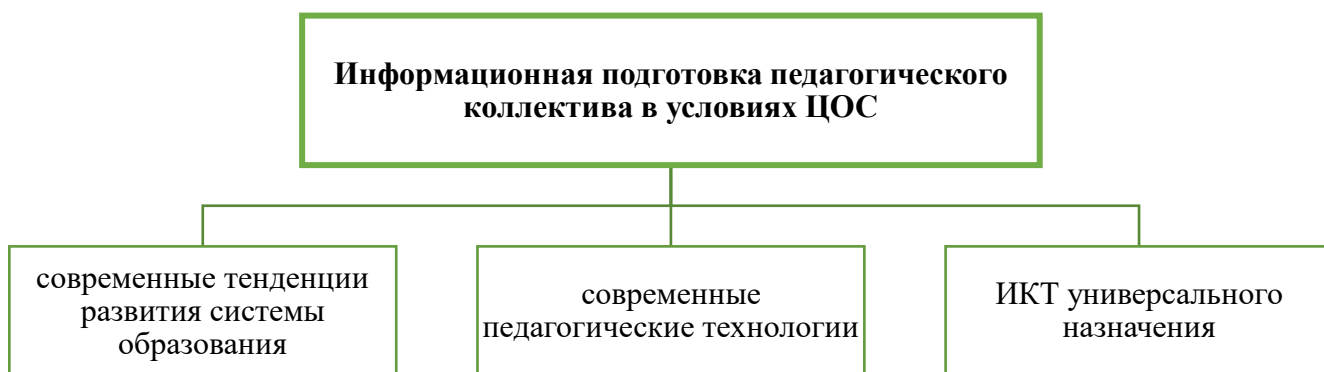 Информационная подготовка педагогического
коллектива в условиях ЦОС
современные тенденции
развития системы
образования
современные
педагогические технологии
ИКТ универсального
назначения